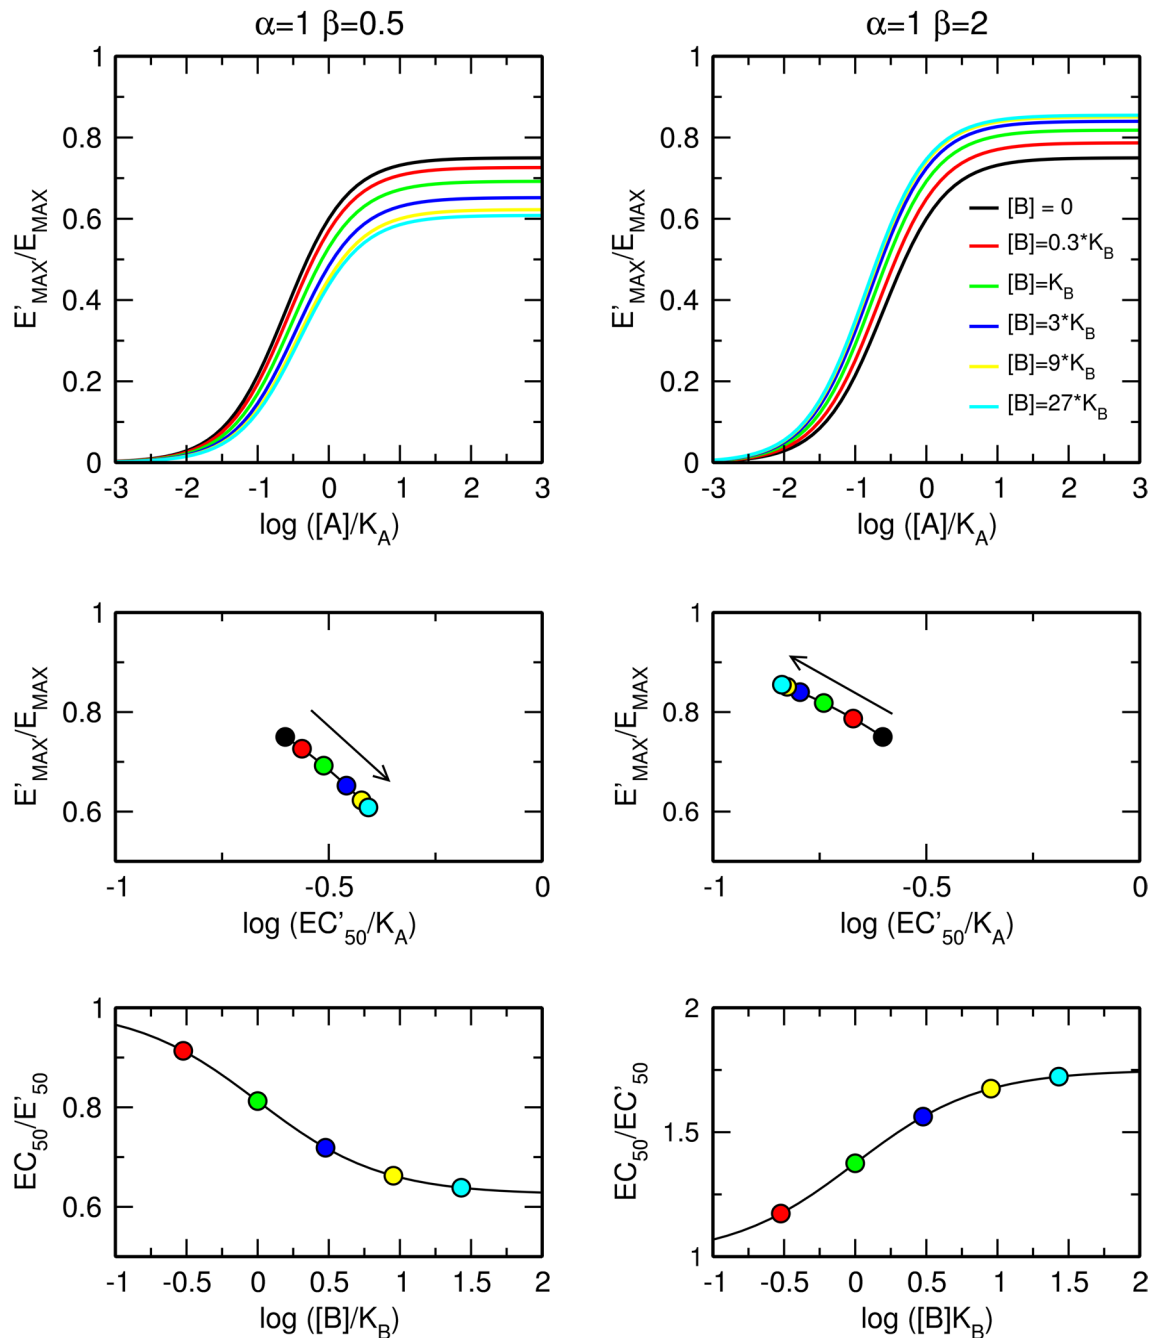 α=1 β=0.5
1
0.8
0.6
0.4
0.2
0
E'MAX/EMAX
-3 -2 -1 0 1 2 3
log ([A]/KA)
α=1 β=2
1
0.8
0.6
0.4
0.2
0
E'MAX/EMAX
[B] = 0
[B]=0.3*KB
[B]=KB
[B]=3*KB
[B]=9*KB
[B]=27*KB
-3 -2 -1 0 1 2 3
log ([A]/KA)
1
0.8
0.6
E'MAX/EMAX
-1 -0.5 0
log (EC'50/KA)
1
0.8
0.6
E'MAX/EMAX
-1 -0.5 0
log (EC'50/KA)
1
0.8
0.6
EC50/E'50
-1 -0.5 0 0.5 1 1.5 2
log ([B]/KB)
2
1.5
1
EC50/EC'50
-1 -0.5 0 0.5 1 1.5 2
log ([B]KB)